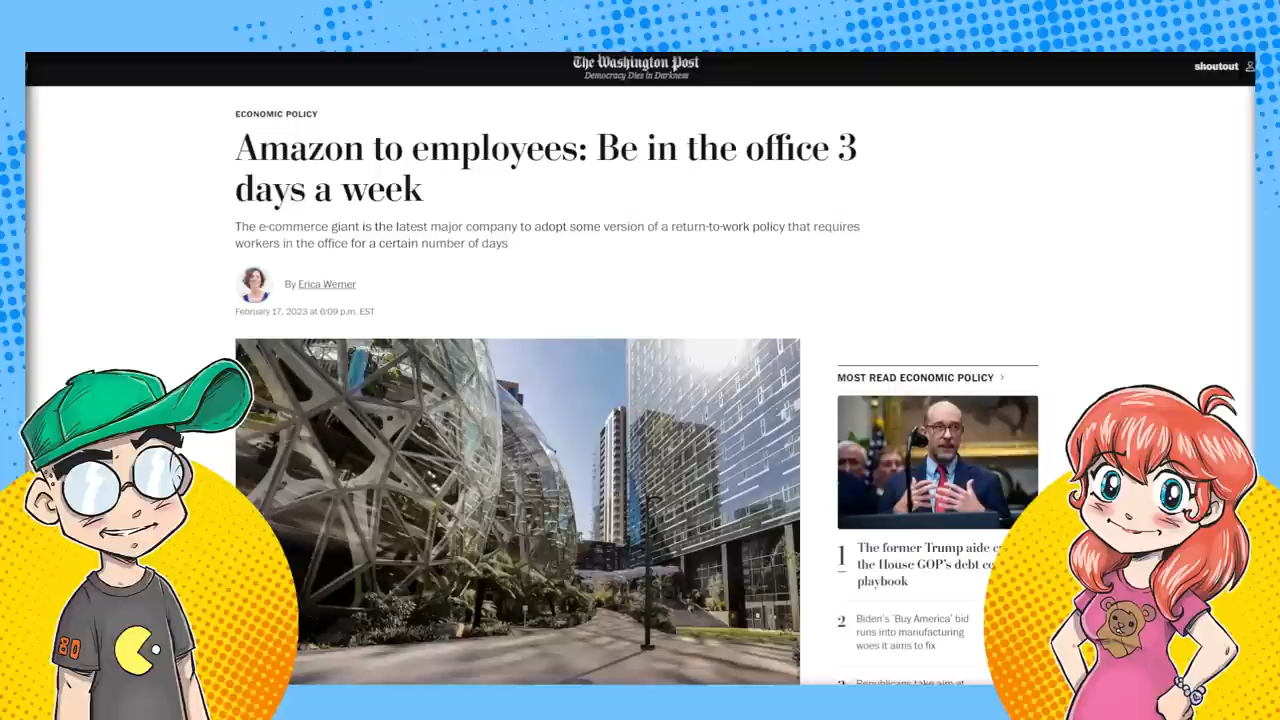 The Washington Post
Democracy Dies in Darkness
shoutout
ECONOMIC POLICY
Amazon to employees: Be in the office 3
days a week
The e-commerce giant is the latest major company to adopt some version of a return-to-work policy that requires
workers in the office for a certain number of days
By Erica Werner
February 17, 2023 at 6:09 p.m. EST
MOST READ ECONOMIC POLICY
1 The former Trump aide
the House GOP's debt
playbook
2 Biden's 'Buy America' bid
runs into manufacturing
woes it aims to fix
Republicans take aim at
80